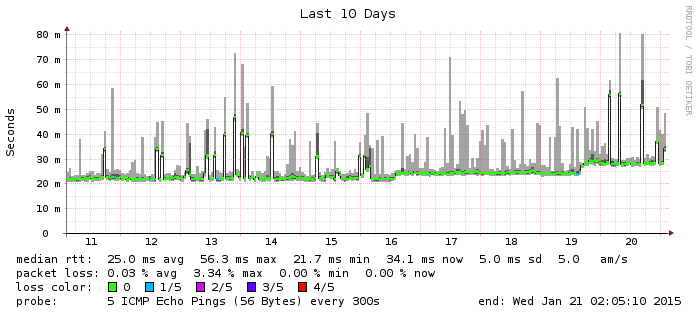 Last 10 Days
RRDTOOL / TOBI OETIKER
Seconds
80 m
70 m
60 m
50 m
40 m
30 m
20 m
10 m
0
11 12 13 14 15 16 17 18 19 20
median rtt: 25.0 ms avg 56.3 ms max 21.7 ms min 34.1 ms now 5.0 ms sd 5.0 am/s
packet loss: 0.03 % avg 3.34 % max 0.00 % min 0.00 % now
loss color: 0 1/5 2/5 3/5 4/5
probe: 5 ICMP Echo Pings (56 Bytes) every 300s end: Wed Jan 21 02:05:10 2015